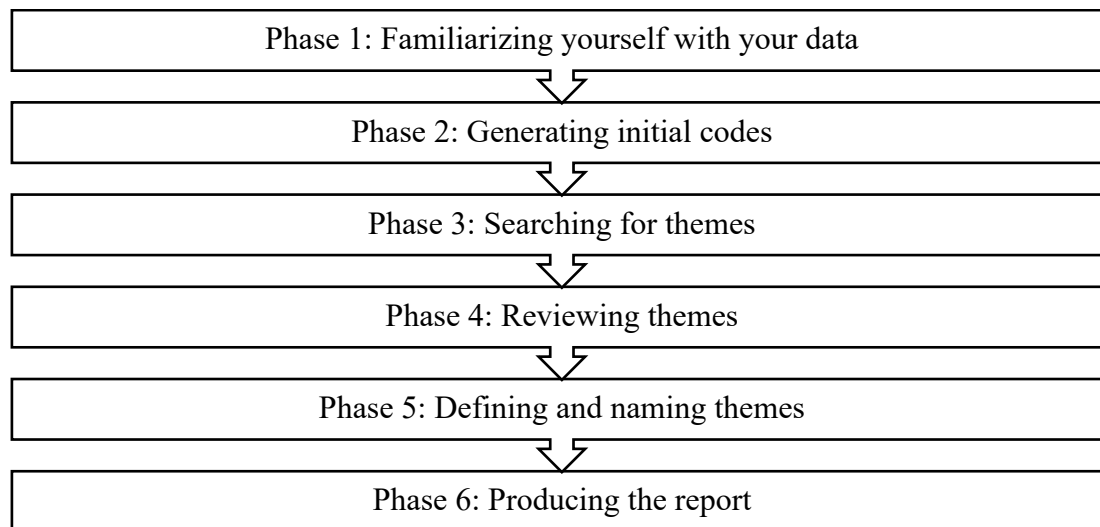 Phase 1: Familiarizing yourself with your data
Phase 2: Generating initial codes
Phase 3: Searching for themes
Phase 4: Reviewing themes
Phase 5: Defining and naming themes
Phase 6: Producing the report